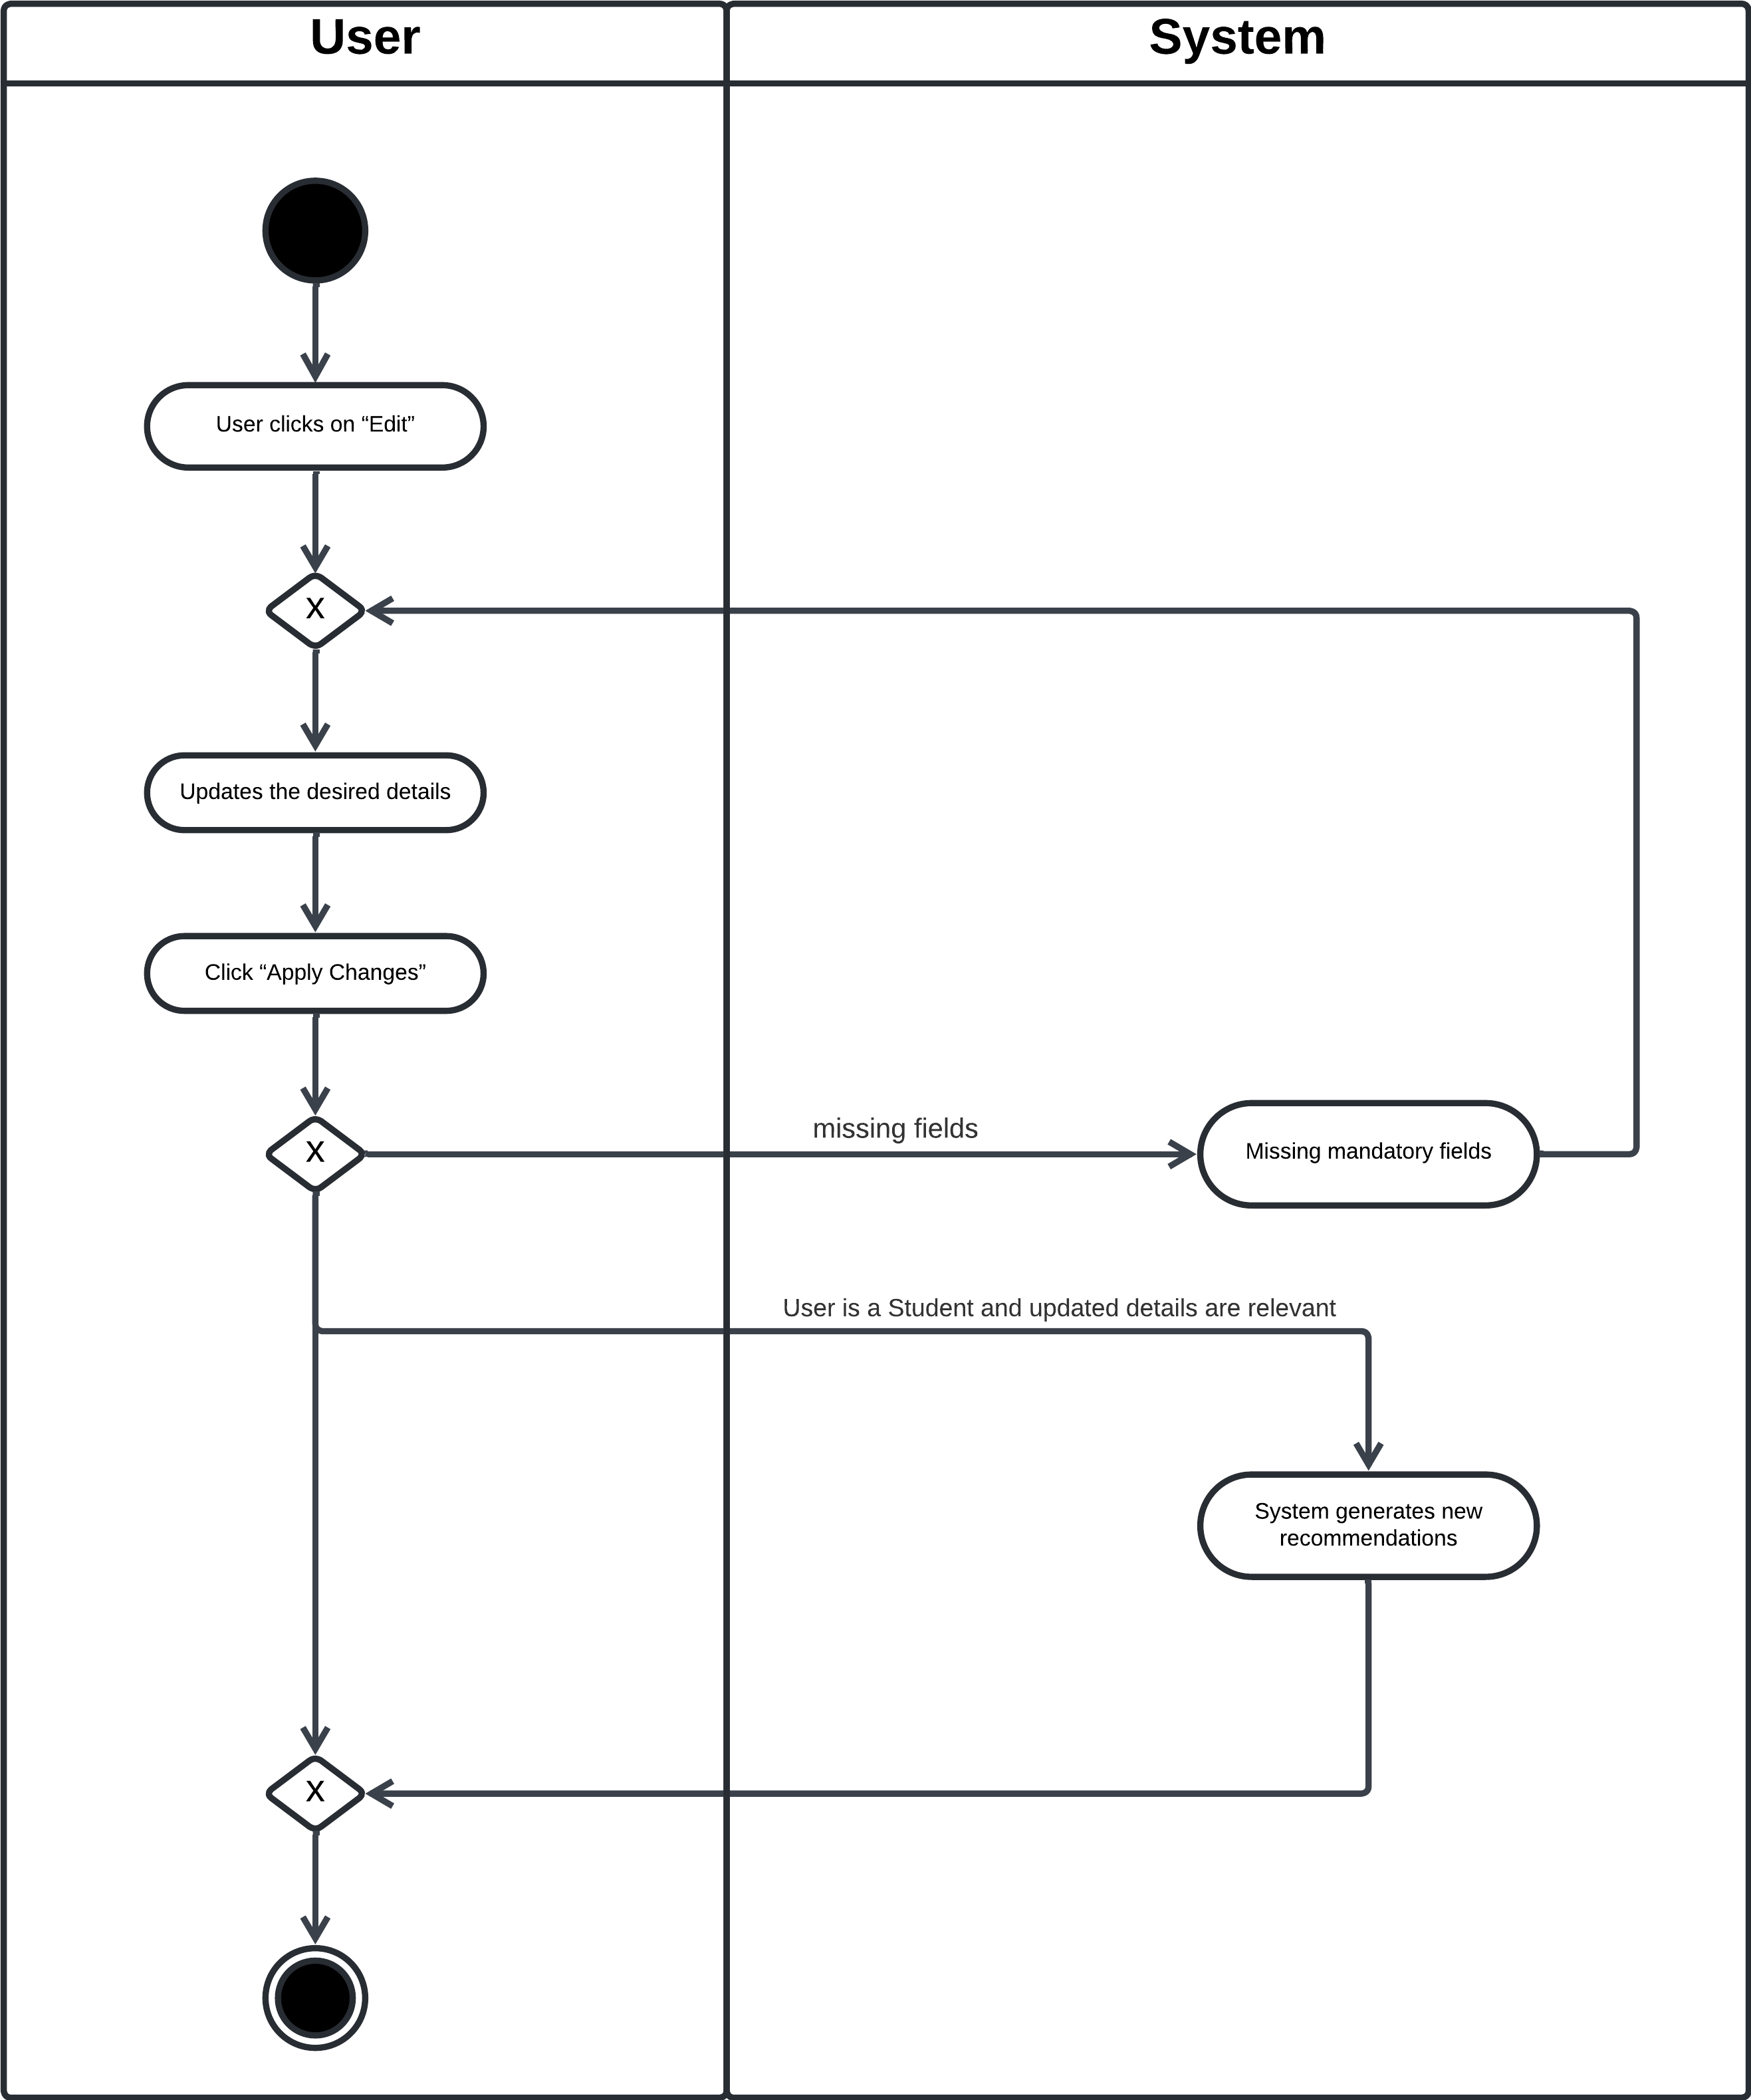 User
System
User clicks on “Edit”
X
Updates the desired details
Click “Apply Changes”
missing fields
X
Missing mandatory fields
User is a Student and updated details are relevant
System generates new
recommendations
X